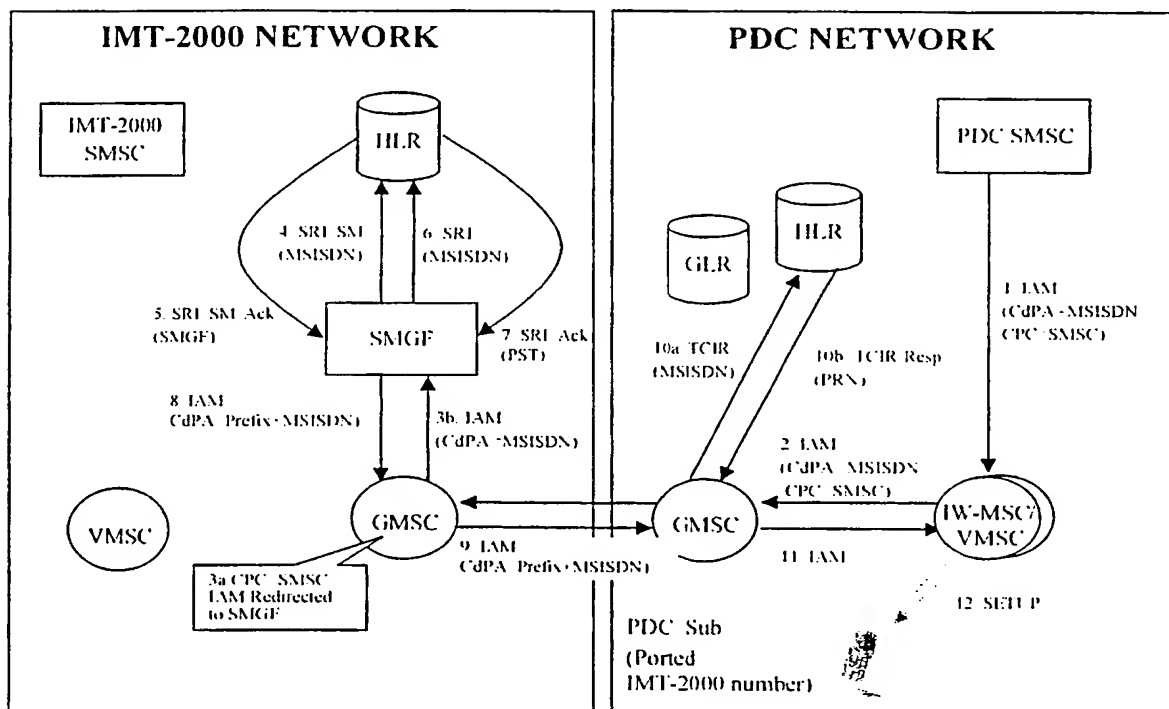 IMT-2000 NETWORK
IMT-2000
SMSC
HLR
4. SRI SM
(MSISDN)
6. SRI
(MSISDN)
5. SRI SM Ack
(SMGF)
SMGF
7. SRI Ack
(PST)
8. IAM
CdPA Prefix+MSISDN)
3b. IAM
(CdPA =MSISDN)
VMSC
GMSC
3a CPC SMSC
IAM Redirected
to SMGF
9. IAM
CdPA Prefix+MSISDN)
PDC NETWORK
PDC SMSC
HLR
GLR
1. IAM
(CdPA =MSISDN
CPC =SMSC)
10a TCIR
(MSISDN)
10b TCIR Resp
(PRN)
2. IAM
(CdPA =MSISDN
CPC SMSC)
GMSC
IW-MSC/
VMSC
11. IAM
12. SETUP
PDC Sub
(Ported
IMT-2000 number)